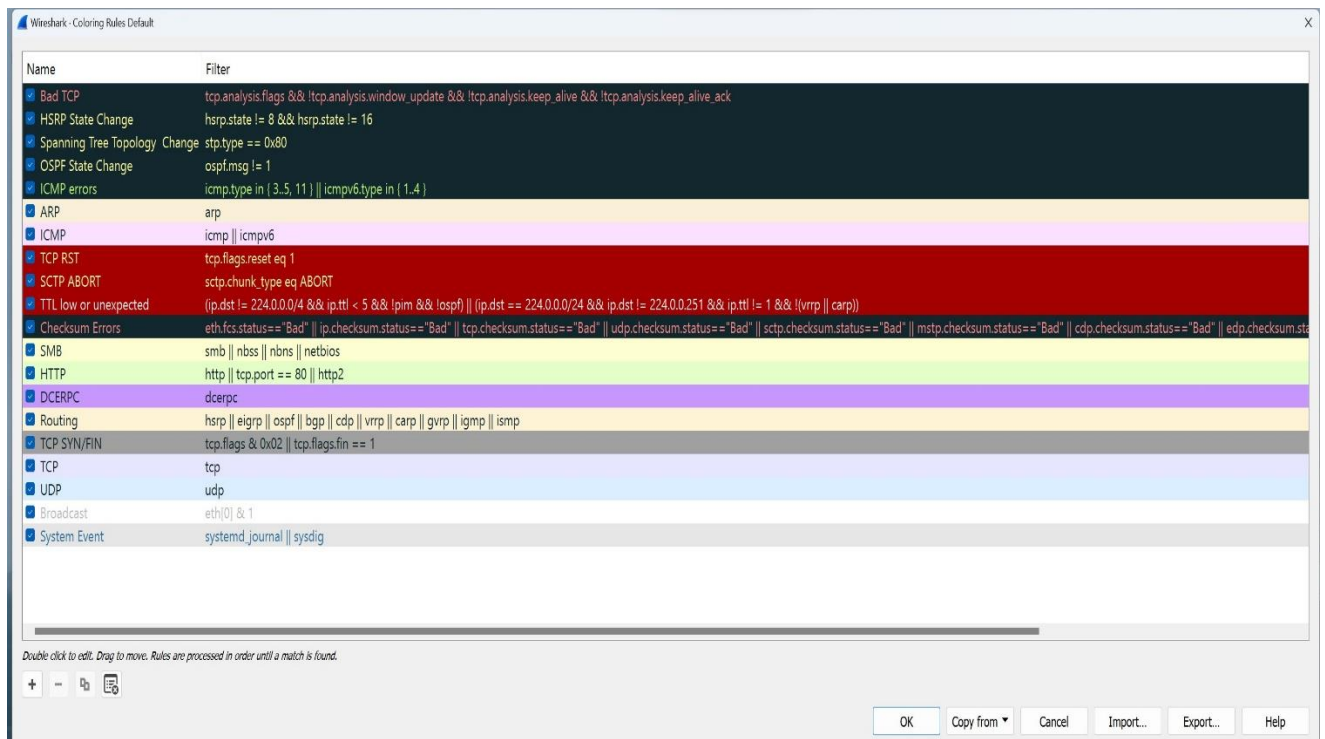 Wireshark - Coloring Rules Default
X
Name Filter
Bad TCP tcp.analysis.flags && !tcp.analysis.window_update && !tcp.analysis.keep_alive && !tcp.analysis.keep_alive_ack
HSRP State Change hsrp.state != 8 && hsrp.state != 16
Spanning Tree Topology  Change stp.type == 0x80
OSPF State Change ospf.msg != 1
ICMP errors icmp.type in { 3..5, 11 } || icmpv6.type in { 1..4 }
ARP arp
ICMP icmp || icmpv6
TCP RST tcp.flags.reset eq 1
SCTP ABORT sctp.chunk_type eq ABORT
TTL low or unexpected (ip.dst != 224.0.0.0/4 && ip.ttl < 5 && !pim && !ospf) || (ip.dst == 224.0.0.0/24 && ip.dst != 224.0.0.251 && ip.ttl != 1 && !(vrrp || carp))
Checksum Errors eth.fcs.status=="Bad" || ip.checksum.status=="Bad" || tcp.checksum.status=="Bad" || udp.checksum.status=="Bad" || sctp.checksum.status=="Bad" || mstp.checksum.status=="Bad" || cdp.checksum.status=="Bad" || edp.checksum.sta
SMB smb || nbss || nbns || netbios
HTTP http || tcp.port == 80 || http2
DCERPC dcerpc
Routing hsrp || eigrp || ospf || bgp || cdp || vrrp || carp || gvrp || igmp || ismp
TCP SYN/FIN tcp.flags & 0x02 || tcp.flags.fin == 1
TCP tcp
UDP udp
Broadcast eth[0] & 1
System Event systemd_journal || sysdig
Double click to edit. Drag to move. Rules are processed in order until a match is found.
OK Copy from Cancel Import... Export... Help